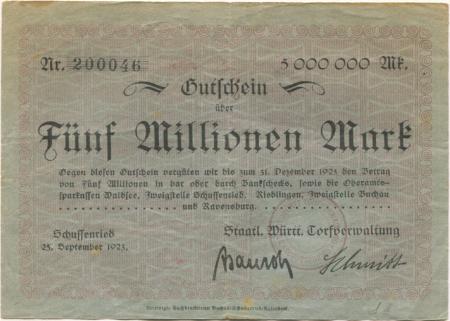 Nr. 200046 5 000 000 Mk.
Gutschein
über
Fünf Millionen Mark
Gegen diesen Gutschein vergüten wir bis zum 31. Dezember 1923 den Betrag
von Fünf Millionen in bar oder durch Bankschecks, sowie die Oberamts-
sparkassen Waldsee, Zweigstelle Schussenried, Riedlingen, Zweigstelle Buchau
und Ravensburg.
Schussenried
25. September 1923.
Staatl. Württ. Torfverwaltung
Schmitt